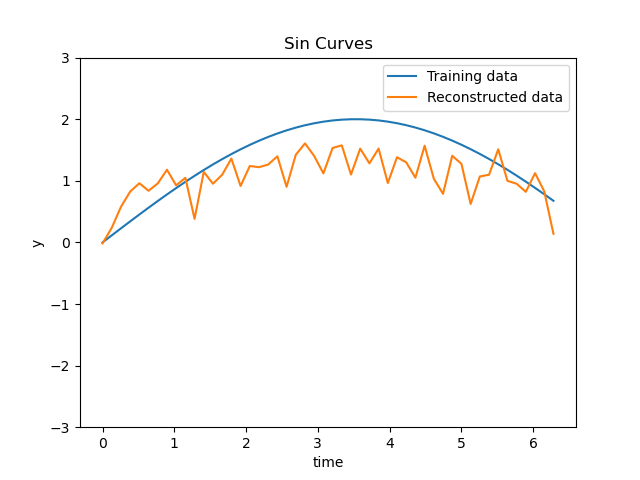 Sin Curves
Training data
Reconstructed data
3
2
1
0
−1
−2
−3
y
0 1 2 3 4 5 6
time